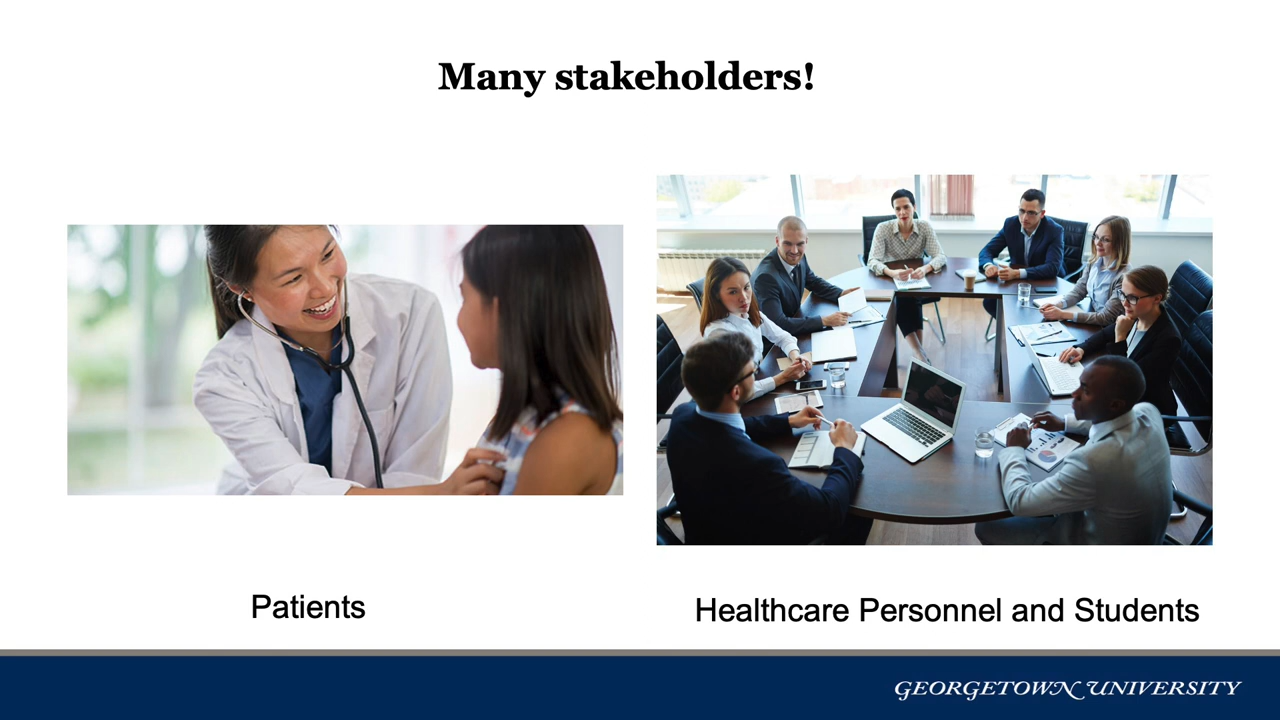 Many stakeholders!
Patients
Healthcare Personnel and Students
GEORGETOWN UNIVERSITY